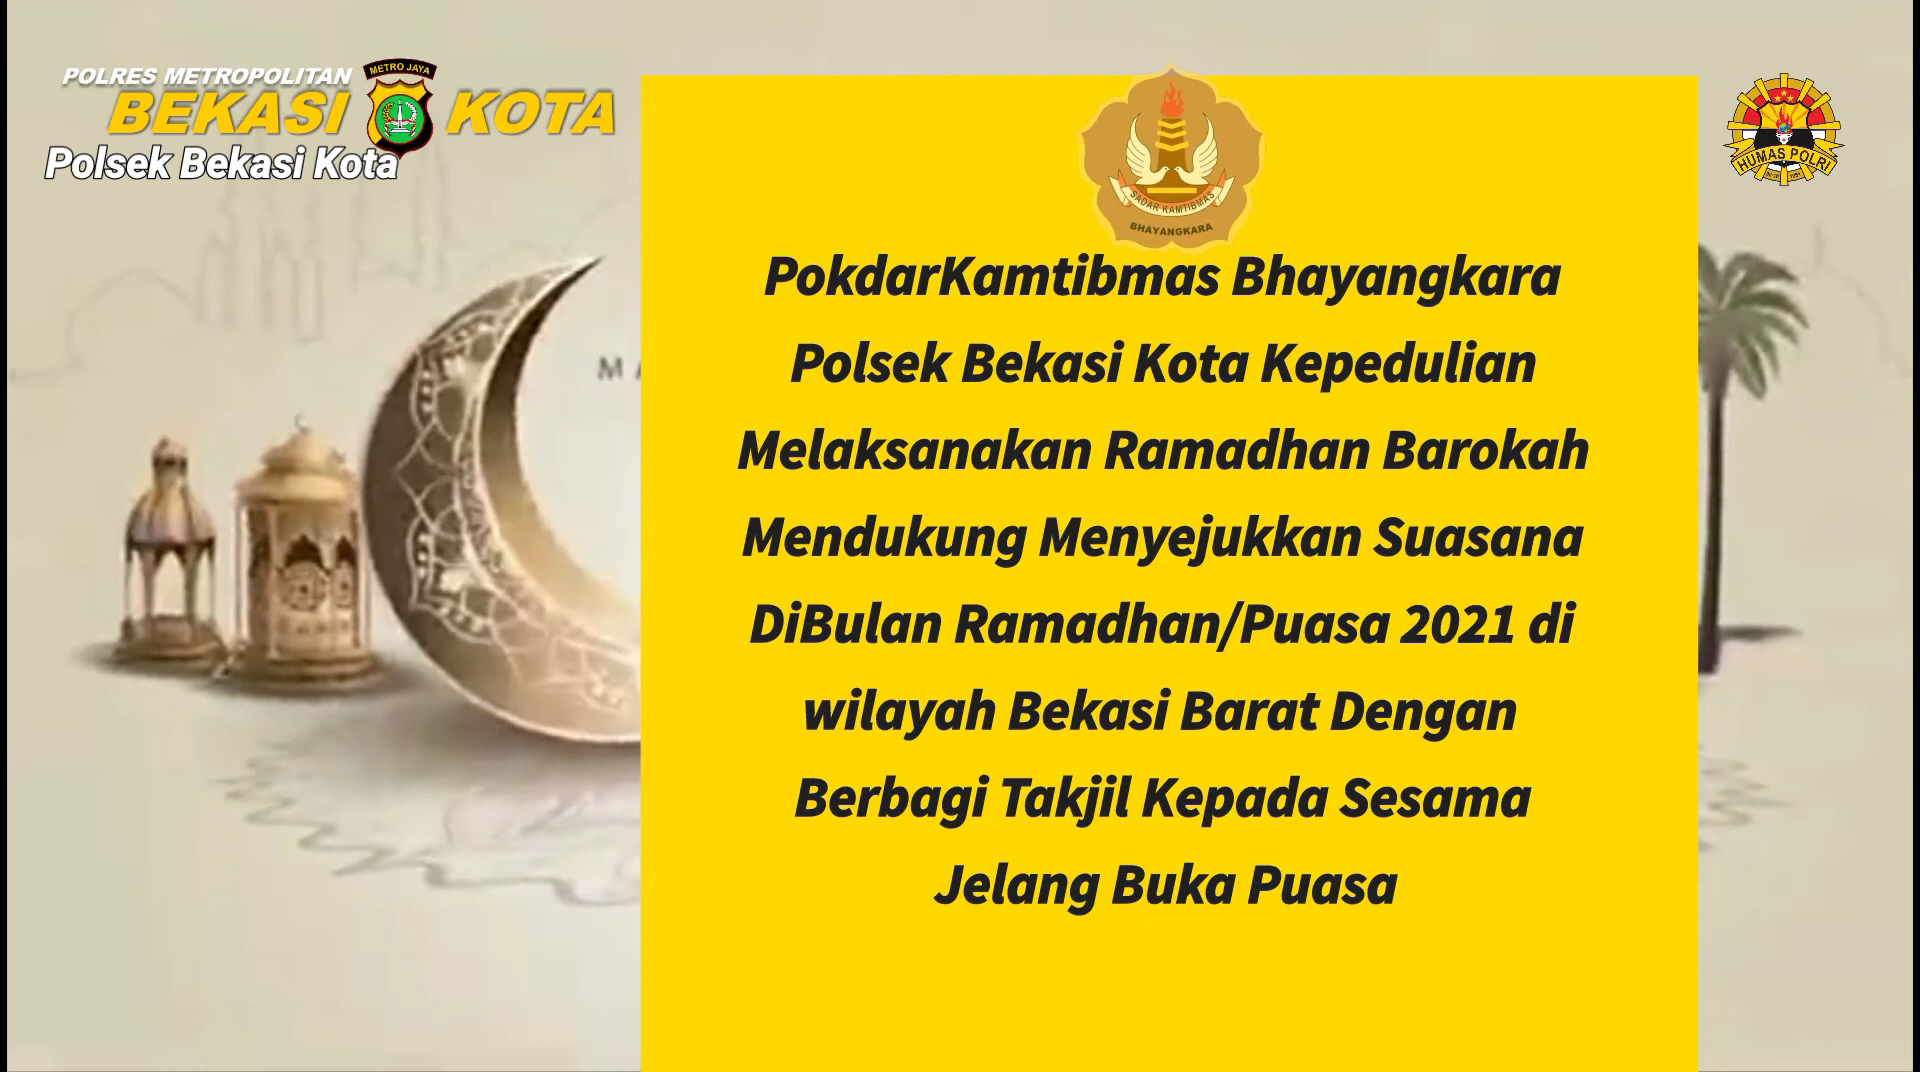 POLRES METROPOLITAN
METRO JAYA
BEKASI KOTA
Polsek Bekasi Kota
SADAR KAMTIBMAS
BHAYANGKARA
HUMAS POLRI
PokdarKamtibmas Bhayangkara
Polsek Bekasi Kota Kepedulian
Melaksanakan Ramadhan Barokah
Mendukung Menyejukkan Suasana
DiBulan Ramadhan/Puasa 2021 di
wilayah Bekasi Barat Dengan
Berbagi Takjil Kepada Sesama
Jelang Buka Puasa